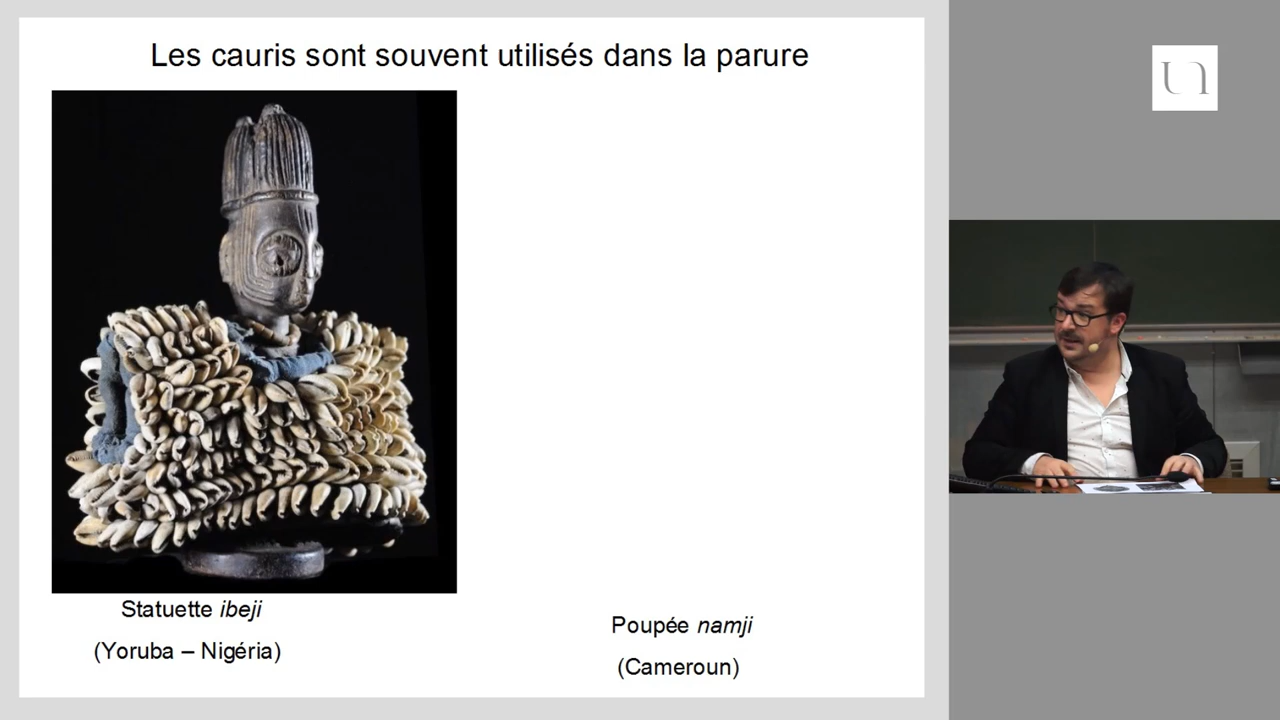 Les cauris sont souvent utilisés dans la parure
Statuette ibeji
(Yoruba – Nigéria)
Poupée namji
(Cameroun)